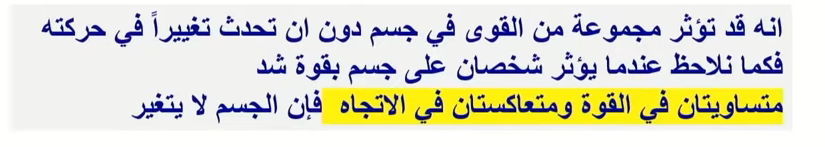 انه قد تؤثر مجموعة من القوى في جسم دون ان تحدث تغييراً في حركته
فكما نلاحظ عندما يؤثر شخصان على جسم بقوة شد
متساويتان في القوة ومتعاكستان في الاتجاه فإن الجسم لا يتغير